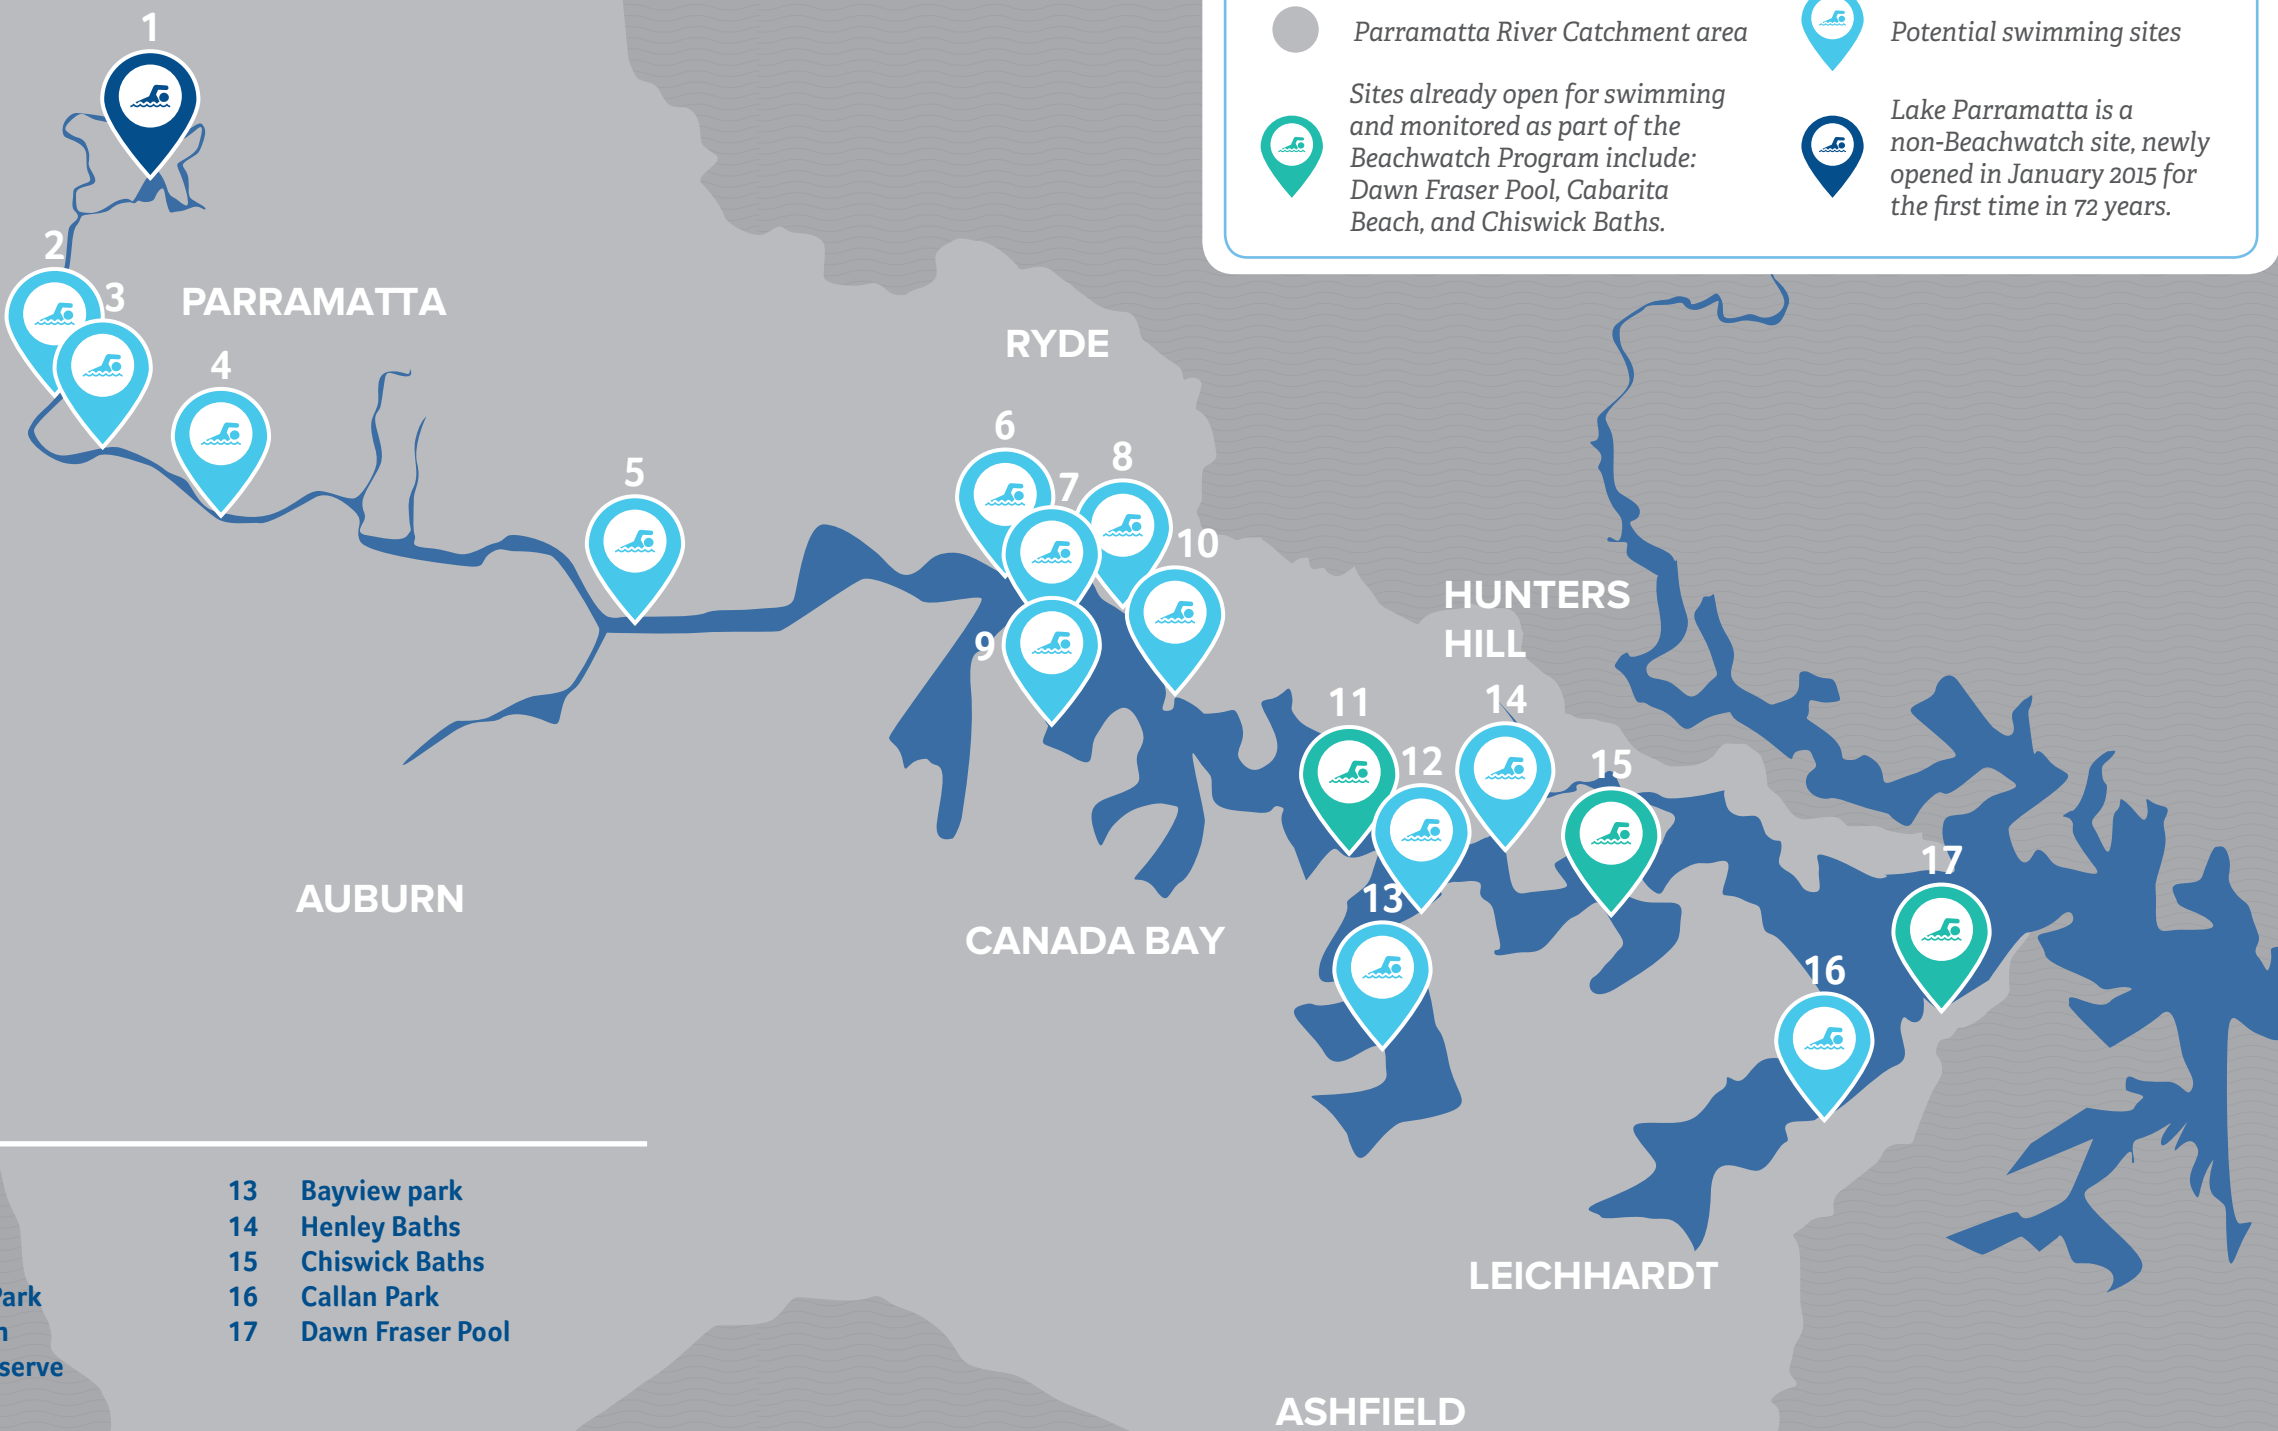 1
Parramatta River Catchment area
Potential swimming sites
Sites already open for swimming
and monitored as part of the
Beachwatch Program include:
Dawn Fraser Pool, Cabarita
Beach, and Chiswick Baths.
Lake Parramatta is a
non-Beachwatch site, newly
opened in January 2015 for
the first time in 72 years.
2
3
PARRAMATTA
4
RYDE
6
8
5
7
10
HUNTERS
HILL
9
11
14
12
15
17
13
AUBURN
CANADA BAY
16
13 Bayview park
14 Henley Baths
15 Chiswick Baths
16 Callan Park
17 Dawn Fraser Pool
LEICHHARDT
ASHFIELD